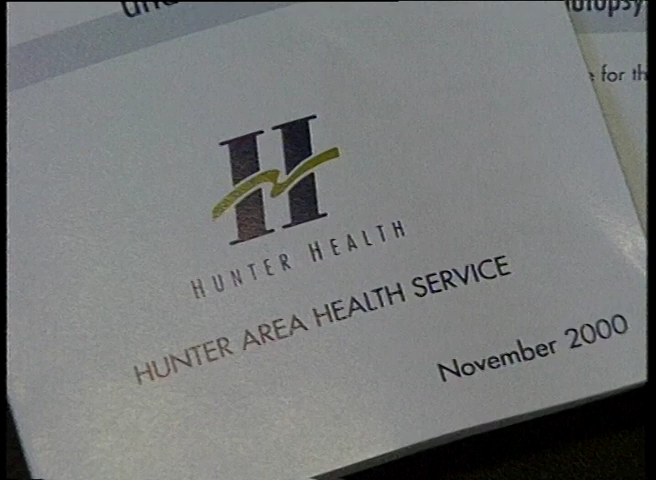 for th
H
HUNTER HEALTH
HUNTER AREA HEALTH SERVICE
November 2000